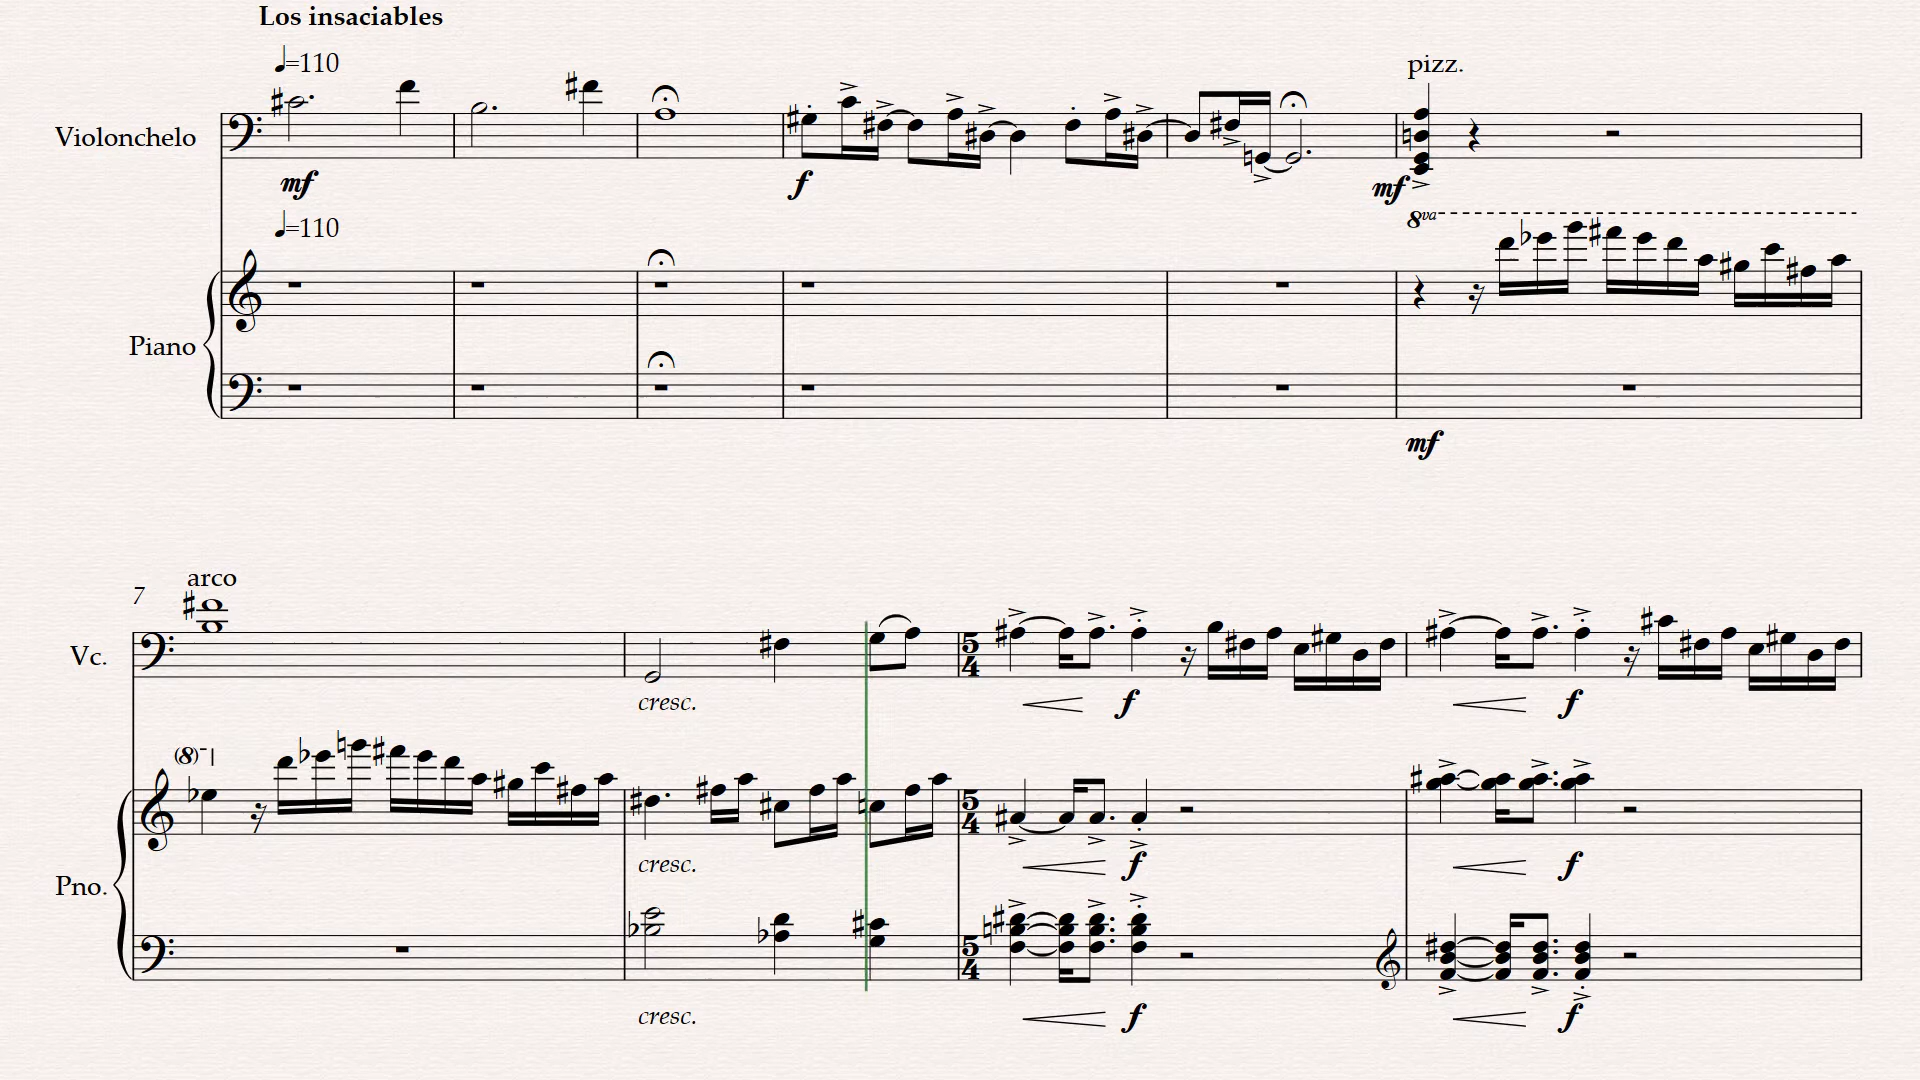 Los insaciables
♩=110
pizz.
Violonchelo
mf
f
mf
♩=110
8va
Piano
mf
7
arco
Vc.
5
4
cresc.
f
f
(8)
Pno.
5
4
cresc.
f
f
5
4
cresc.
f
f